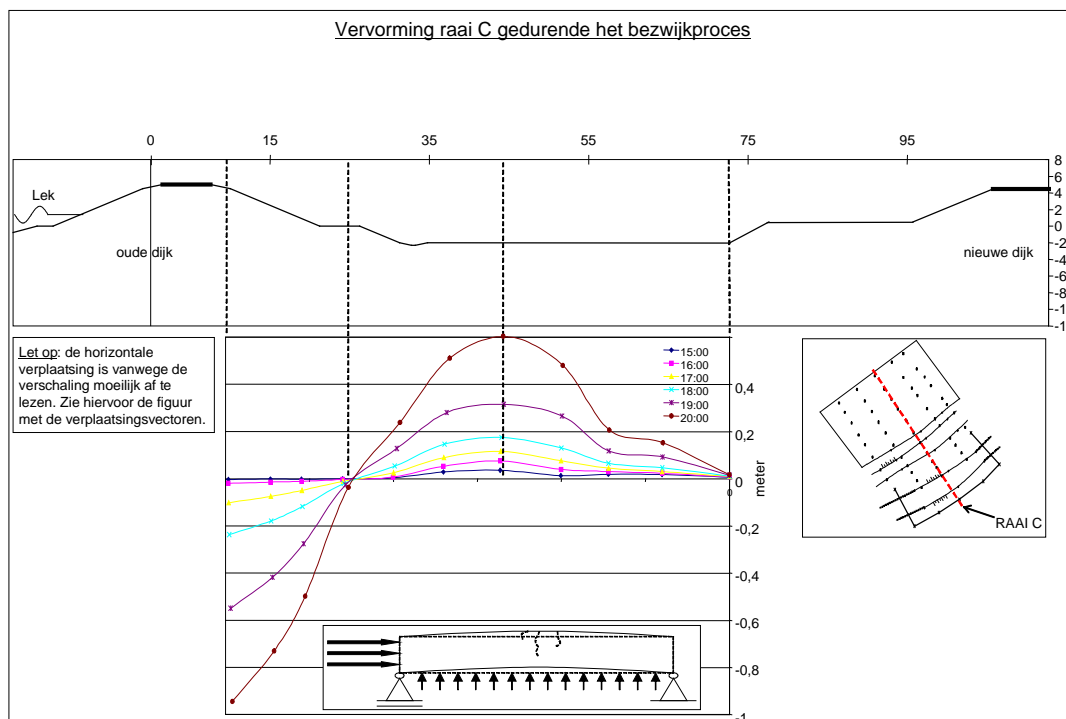 Vervorming raai C gedurende het bezwijkproces
0 15 35 55 75 95
8
6
4
2
0
-2
-4
-6
-8
-1
-1
Lek
oude dijk
nieuwe dijk
Let op: de horizontale
verplaatsing is vanwege de
verschaling moeilijk af te
lezen. Zie hiervoor de figuur
met de verplaatsingsvectoren.
15:00
16:00
17:00
18:00
19:00
20:00
0,4
0,2
0
-0,2
-0,4
-0,6
-0,8
-1
meter
RAAI C